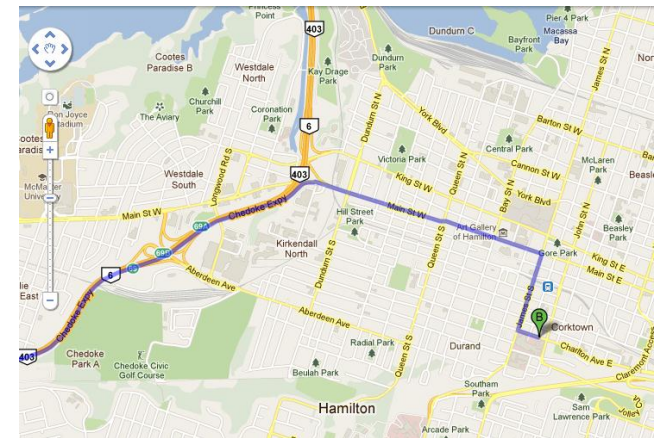 Princess
Point
403
Dundurn C
Pier 4 Park
Macassa
Bay
Bayfront
Park
James St N
Cootes
Paradise B
Westdale
North
Kay Drage
Park
Dundurn
Park
Churchill
Park
The Aviary
Coronation
Park
6
Dundurn St N
York Blvd
Barton St W
Victoria Park
Central Park
Cannon St W
McLaren
Park
Queen St N
Westdale
South
Longwood Rd S
403
King St W
Bay St N
York Blvd
John St N
Main St W
Chedoke Expy
Hill Street
Park
Main St W
Art Gallery
of Hamilton
Beasley
Park
Kirkendall
North
Gore Park
King St E
Main St E
Dundurn St S
Queen St S
6
Aberdeen Ave
James St S
B
Corktown
Aberdeen Ave
Chedoke Expy
Radial Park
Durand
Charlton Ave E
Claremont Access
403
Chedoke
Park A
Chedoke Civic
Golf Course
Beulah Park
Queen St S
Southam
Park
Hamilton
Sam
Lawrence Park
Arcade Park